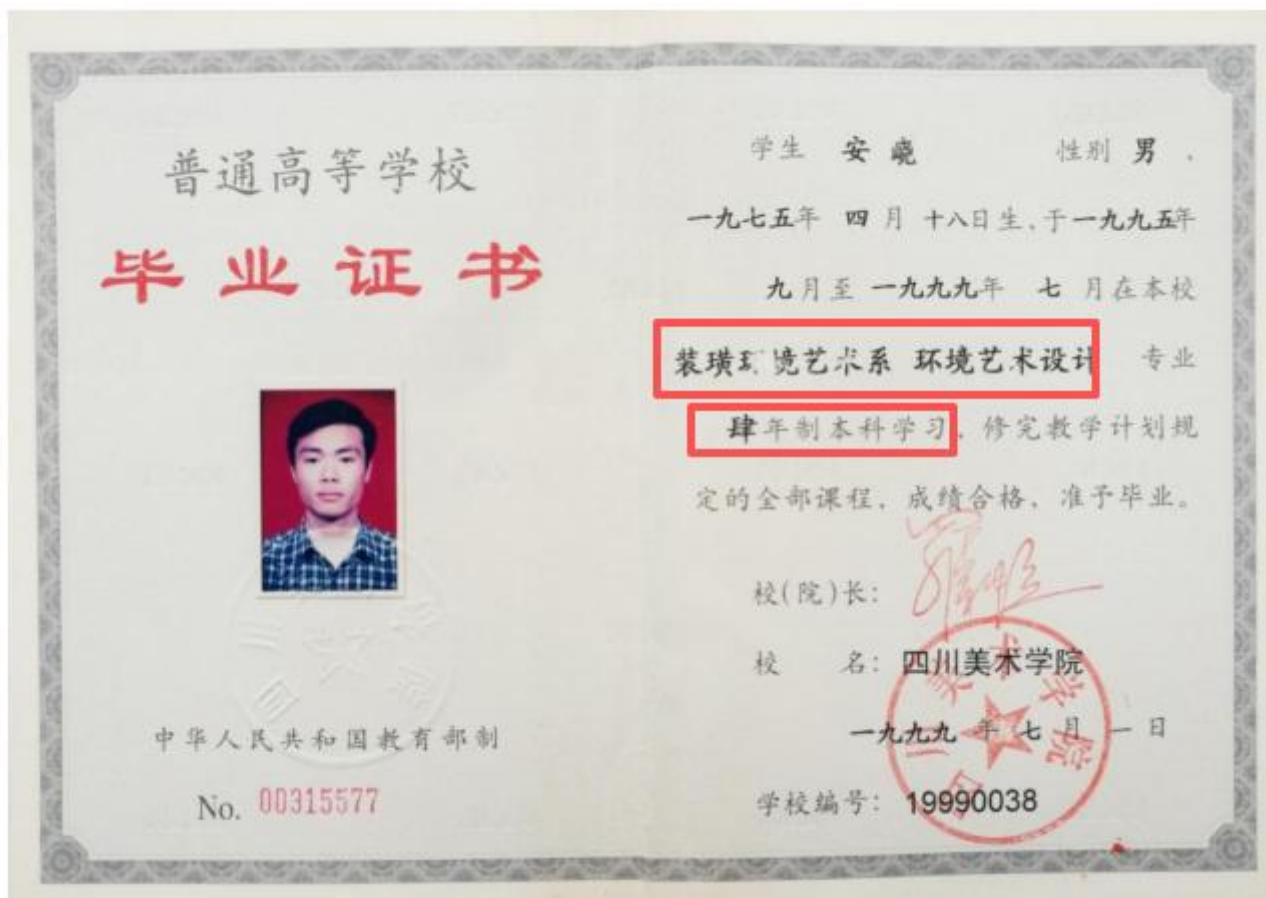 普通高等学校
毕业证书
中华人民共和国教育部制
No. 00315577
学生 安晓 性别 男 ,
一九七五年 四 月 十八日生,于一九九五年
九月至 一九九九年 七 月在本校
装璜环境艺术系 环境艺术设计 专业
肆年制本科学习, 修完教学计划规
定的全部课程, 成绩合格, 准予毕业。
校(院)长:
校 名: 四川美术学院
一九九九 年 七 月 一 日
学校编号: 19990038
四川美术学院